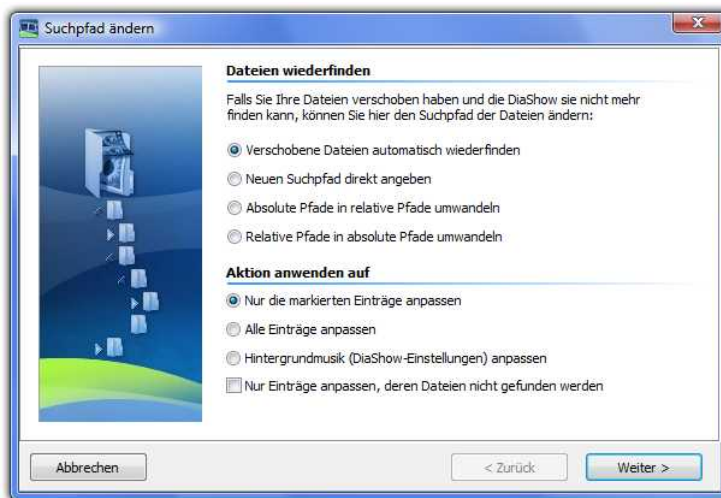 Suchpfad ändern
Dateien wiederfinden
Falls Sie Ihre Dateien verschoben haben und die DiaShow sie nicht mehr
finden kann, können Sie hier den Suchpfad der Dateien ändern:
Verschobene Dateien automatisch wiederfinden
Neuen Suchpfad direkt angeben
Absolute Pfade in relative Pfade umwandeln
Relative Pfade in absolute Pfade umwandeln
Aktion anwenden auf
Nur die markierten Einträge anpassen
Alle Einträge anpassen
Hintergrundmusik (DiaShow-Einstellungen) anpassen
Nur Einträge anpassen, deren Dateien nicht gefunden werden
Abbrechen
< Zurück
Weiter >